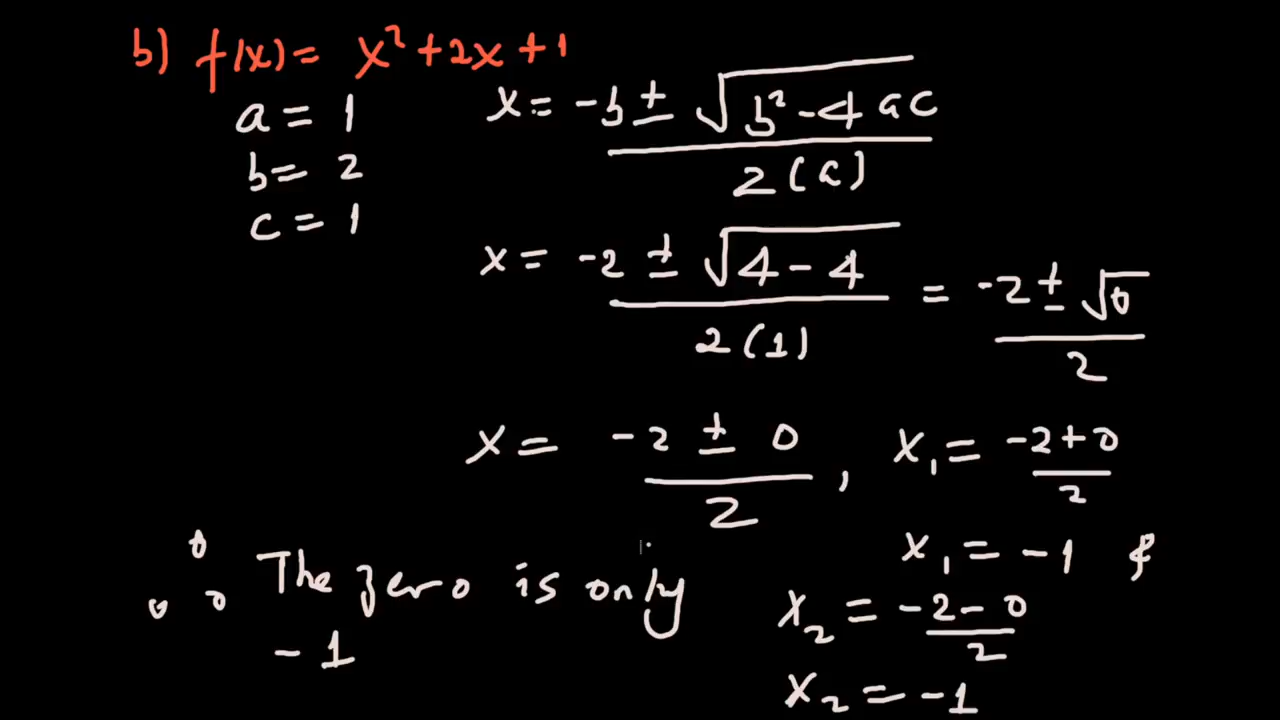 b) f(x) = x² + 2x + 1
a = 1
b = 2
c = 1
x = -b ± √(b² - 4ac) / 2(a)
x = -2 ± √(4 - 4) / 2(1) = -2 ± √0 / 2
x = -2 ± 0 / 2 , x₁ = -2 + 0 / 2
x₁ = -1 &
x₂ = -2 - 0 / 2
x₂ = -1
∴ The zero is only
-1